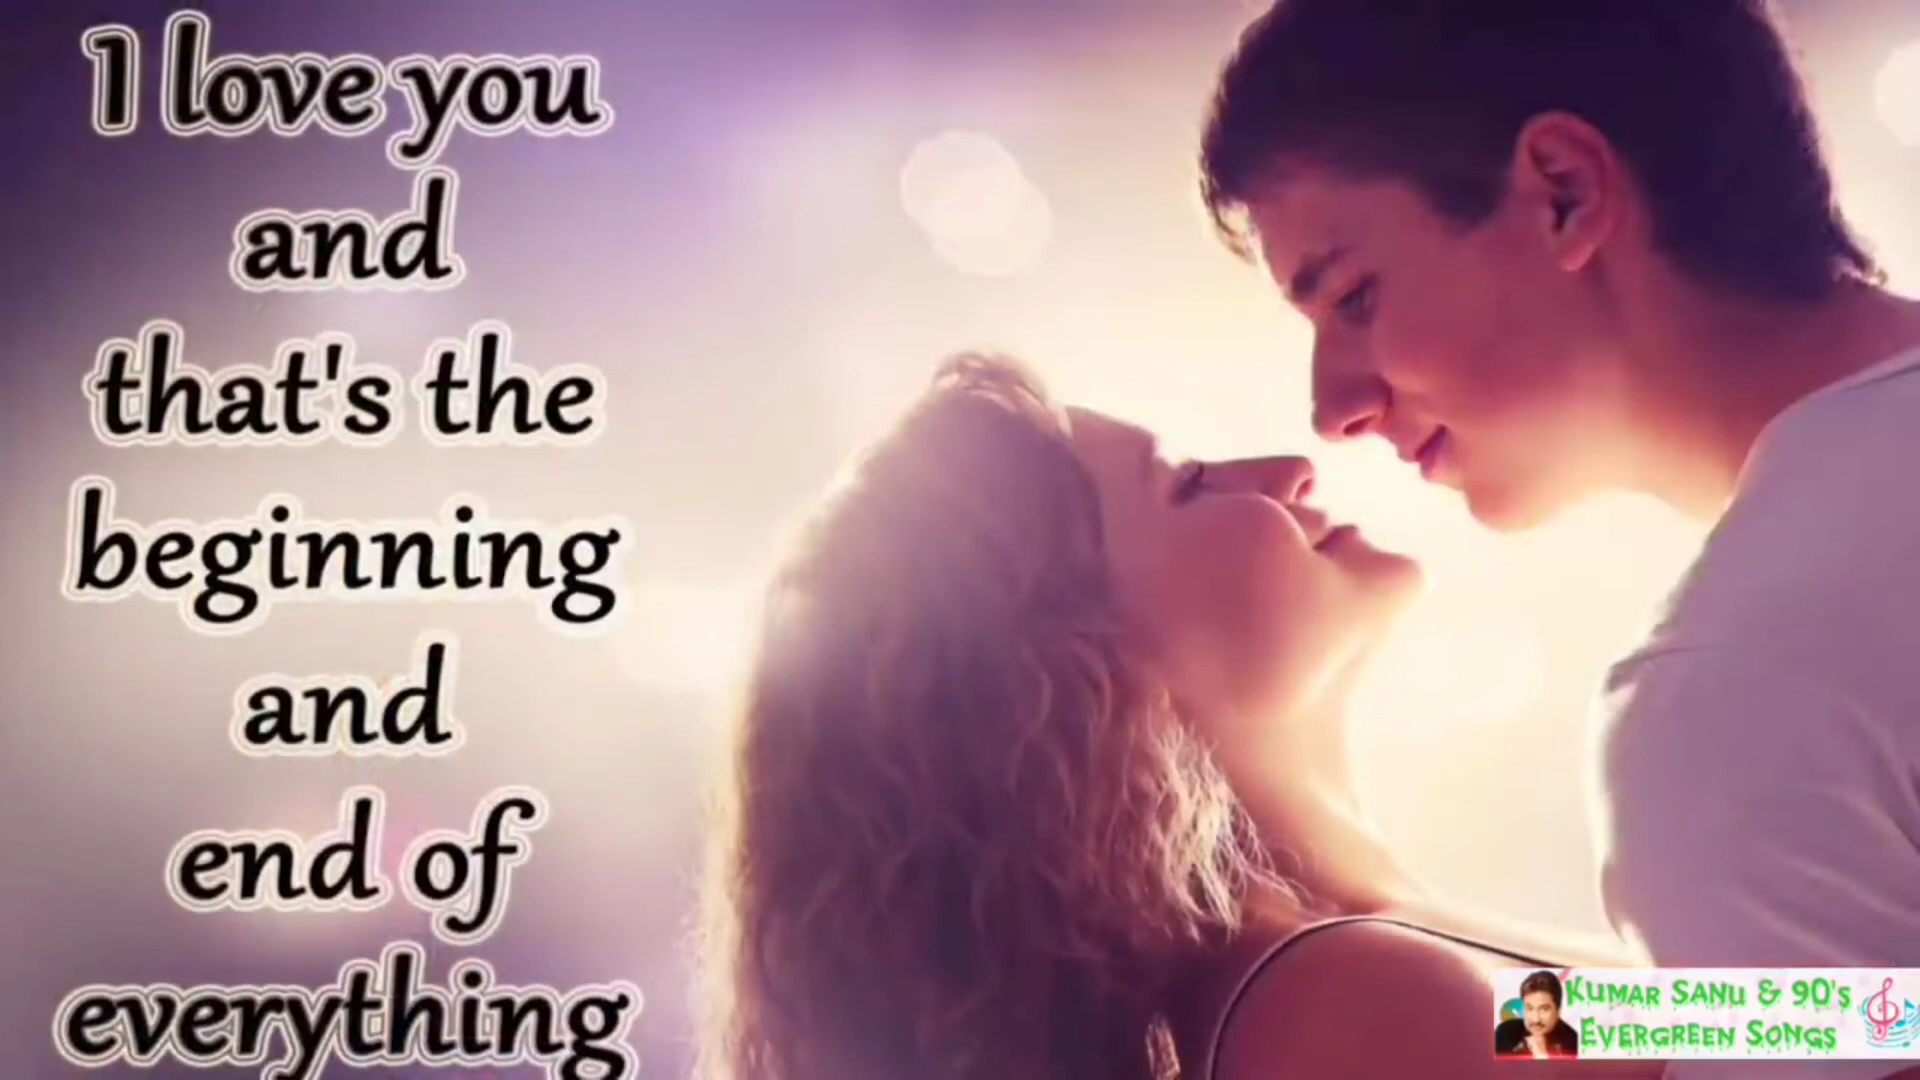 I love you
and
that's the
beginning
and
end of
everything
Kumar Sanu & 90's
Evergreen Songs